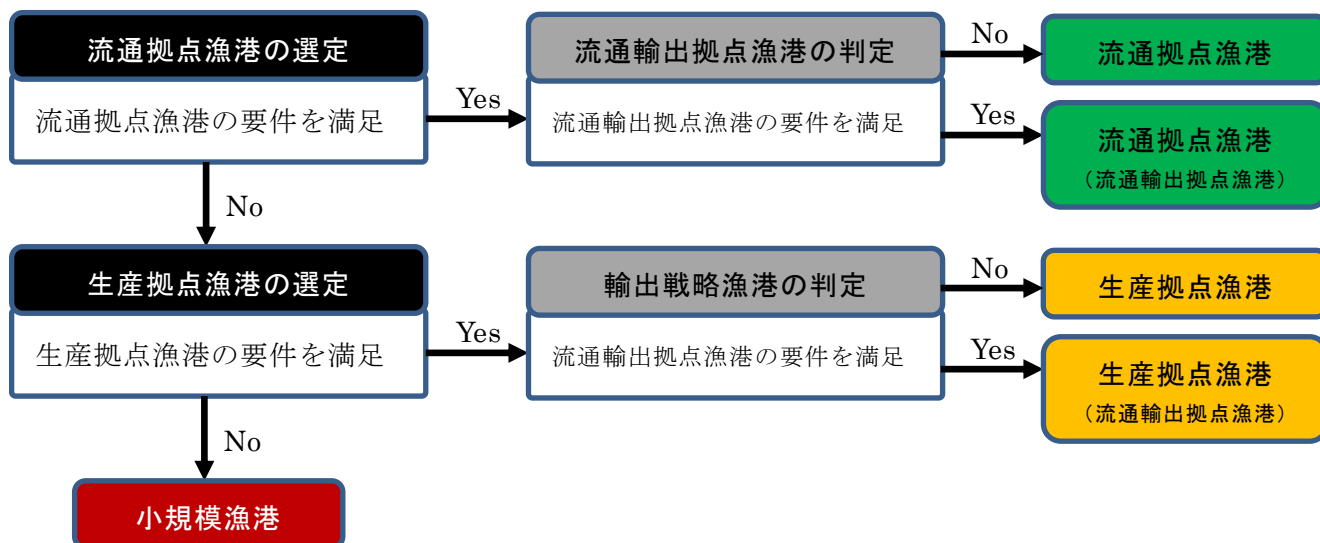 流通拠点漁港の選定
流通拠点漁港の要件を満足
Yes
流通輸出拠点漁港の判定
流通輸出拠点漁港の要件を満足
No
流通拠点漁港
Yes
流通拠点漁港
（流通輸出拠点漁港）
No
生産拠点漁港の選定
生産拠点漁港の要件を満足
Yes
輸出戦略漁港の判定
流通輸出拠点漁港の要件を満足
No
生産拠点漁港
Yes
生産拠点漁港
（流通輸出拠点漁港）
No
小規模漁港